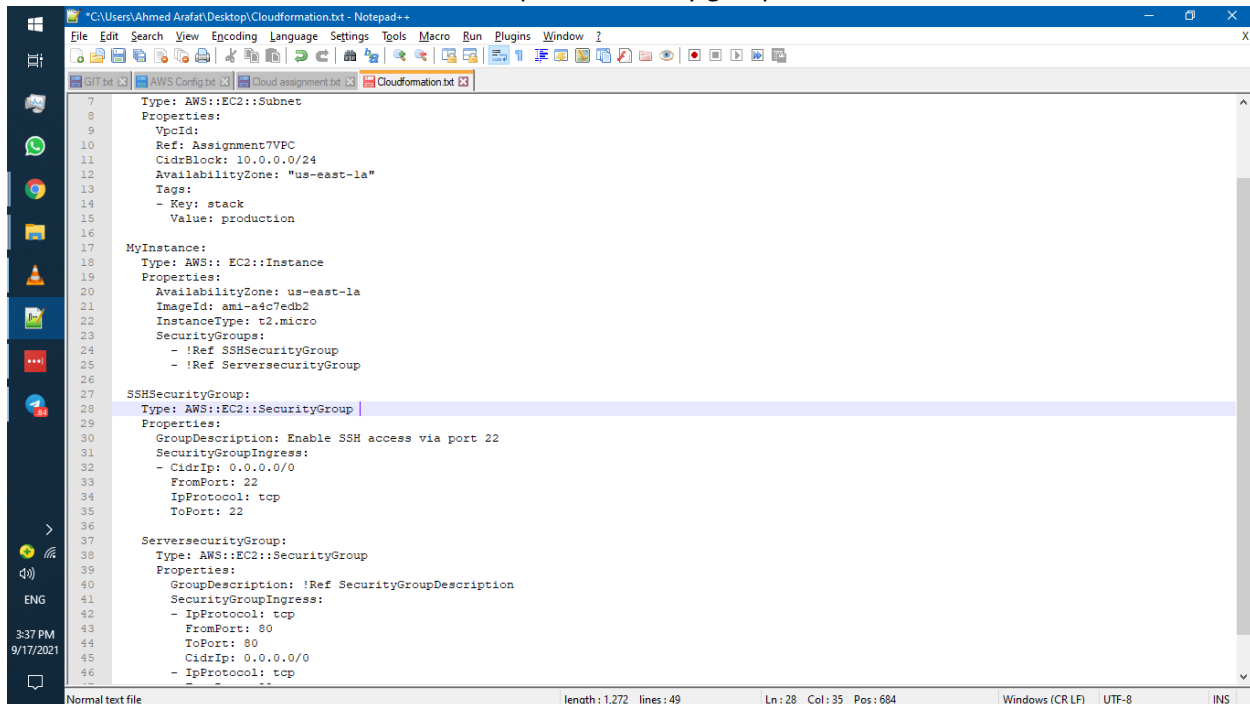 *C:\Users\Ahmed Arafat\Desktop\Cloudformation.txt - Notepad++
File Edit Search View Encoding Language Settings Tools Macro Run Plugins Window ? X
GIT.txt AWS Config.txt Cloud assignment.txt Cloudformation.txt
7 Type: AWS::EC2::Subnet
8 Properties:
9 VpcId:
10 Ref: Assignment7VPC
11 CidrBlock: 10.0.0.0/24
12 AvailabilityZone: "us-east-1a"
13 Tags:
14 - Key: stack
15 Value: production
16
17 MyInstance:
18 Type: AWS:: EC2::Instance
19 Properties:
20 AvailabilityZone: us-east-1a
21 ImageId: ami-a4c7edb2
22 InstanceType: t2.micro
23 SecurityGroups:
24 - !Ref SSHSecurityGroup
25 - !Ref ServersecurityGroup
26
27 SSHSecurityGroup:
28 Type: AWS::EC2::SecurityGroup
29 Properties:
30 GroupDescription: Enable SSH access via port 22
31 SecurityGroupIngress:
32 - CidrIp: 0.0.0.0/0
33 FromPort: 22
34 IpProtocol: tcp
35 ToPort: 22
36
37 ServersecurityGroup:
38 Type: AWS::EC2::SecurityGroup
39 Properties:
40 GroupDescription: !Ref SecurityGroupDescription
41 SecurityGroupIngress:
42 - IpProtocol: tcp
43 FromPort: 80
44 ToPort: 80
45 CidrIp: 0.0.0.0/0
46 - IpProtocol: tcp
Normal text file length : 1,272 lines : 49 Ln : 28 Col : 35 Pos : 684 Windows (CR LF) UTF-8 INS
84
ENG
3:37 PM
9/17/2021